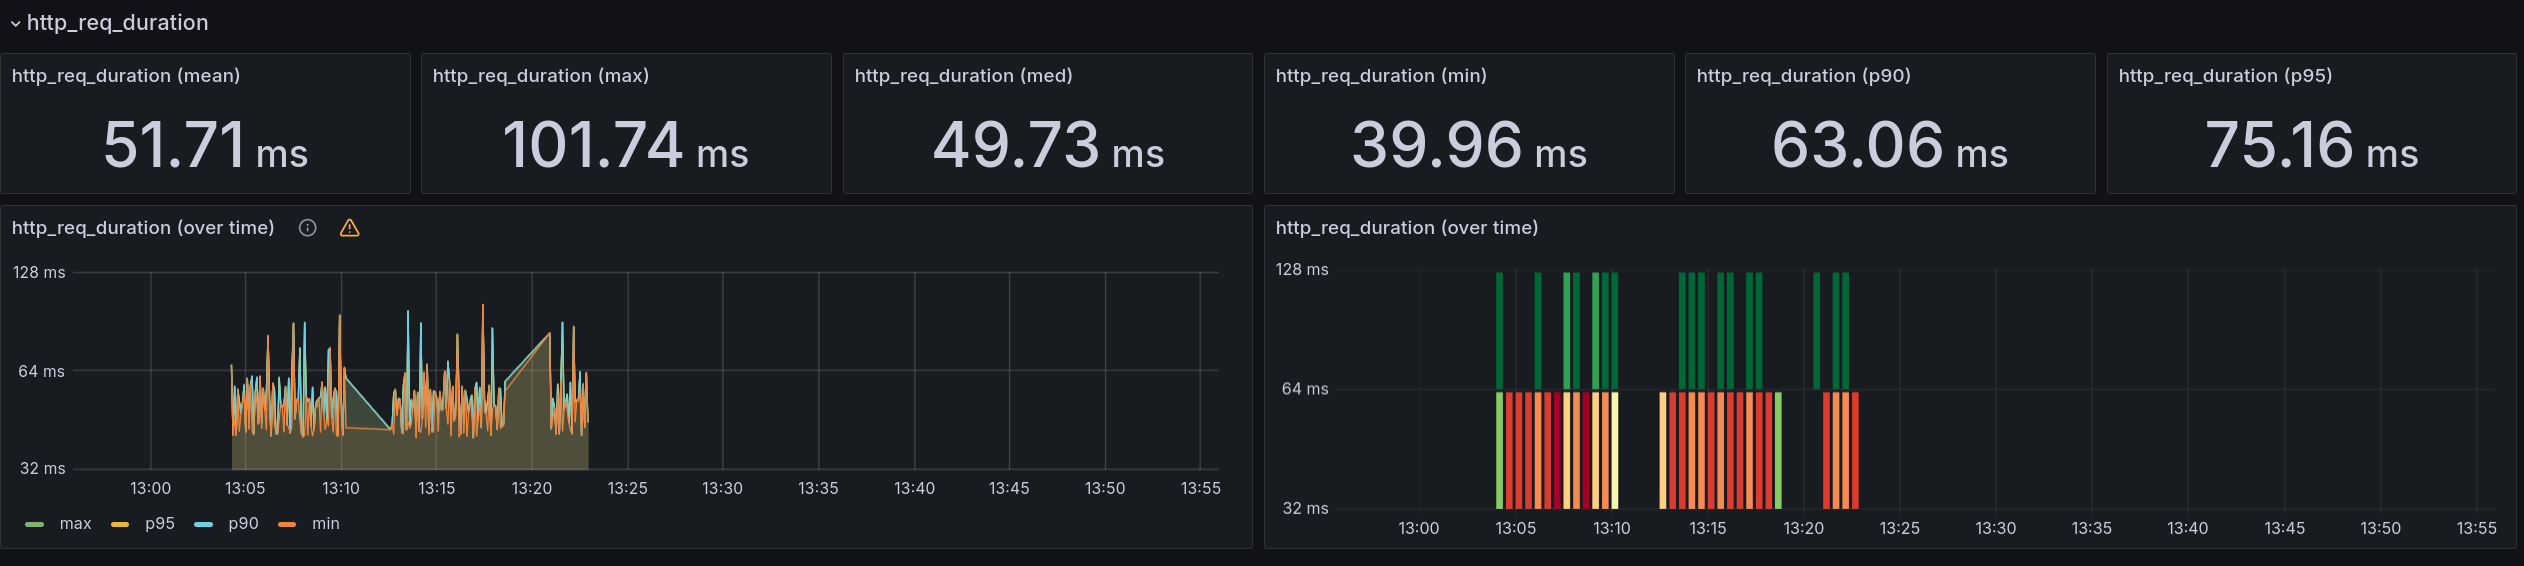 http_req_duration
http_req_duration (mean)
51.71 ms
http_req_duration (max)
101.74 ms
http_req_duration (med)
49.73 ms
http_req_duration (min)
39.96 ms
http_req_duration (p90)
63.06 ms
http_req_duration (p95)
75.16 ms
http_req_duration (over time)
128 ms
64 ms
32 ms
13:00 13:05 13:10 13:15 13:20 13:25 13:30 13:35 13:40 13:45 13:50 13:55
max p95 p90 min
http_req_duration (over time)
128 ms
64 ms
32 ms
13:00 13:05 13:10 13:15 13:20 13:25 13:30 13:35 13:40 13:45 13:50 13:55